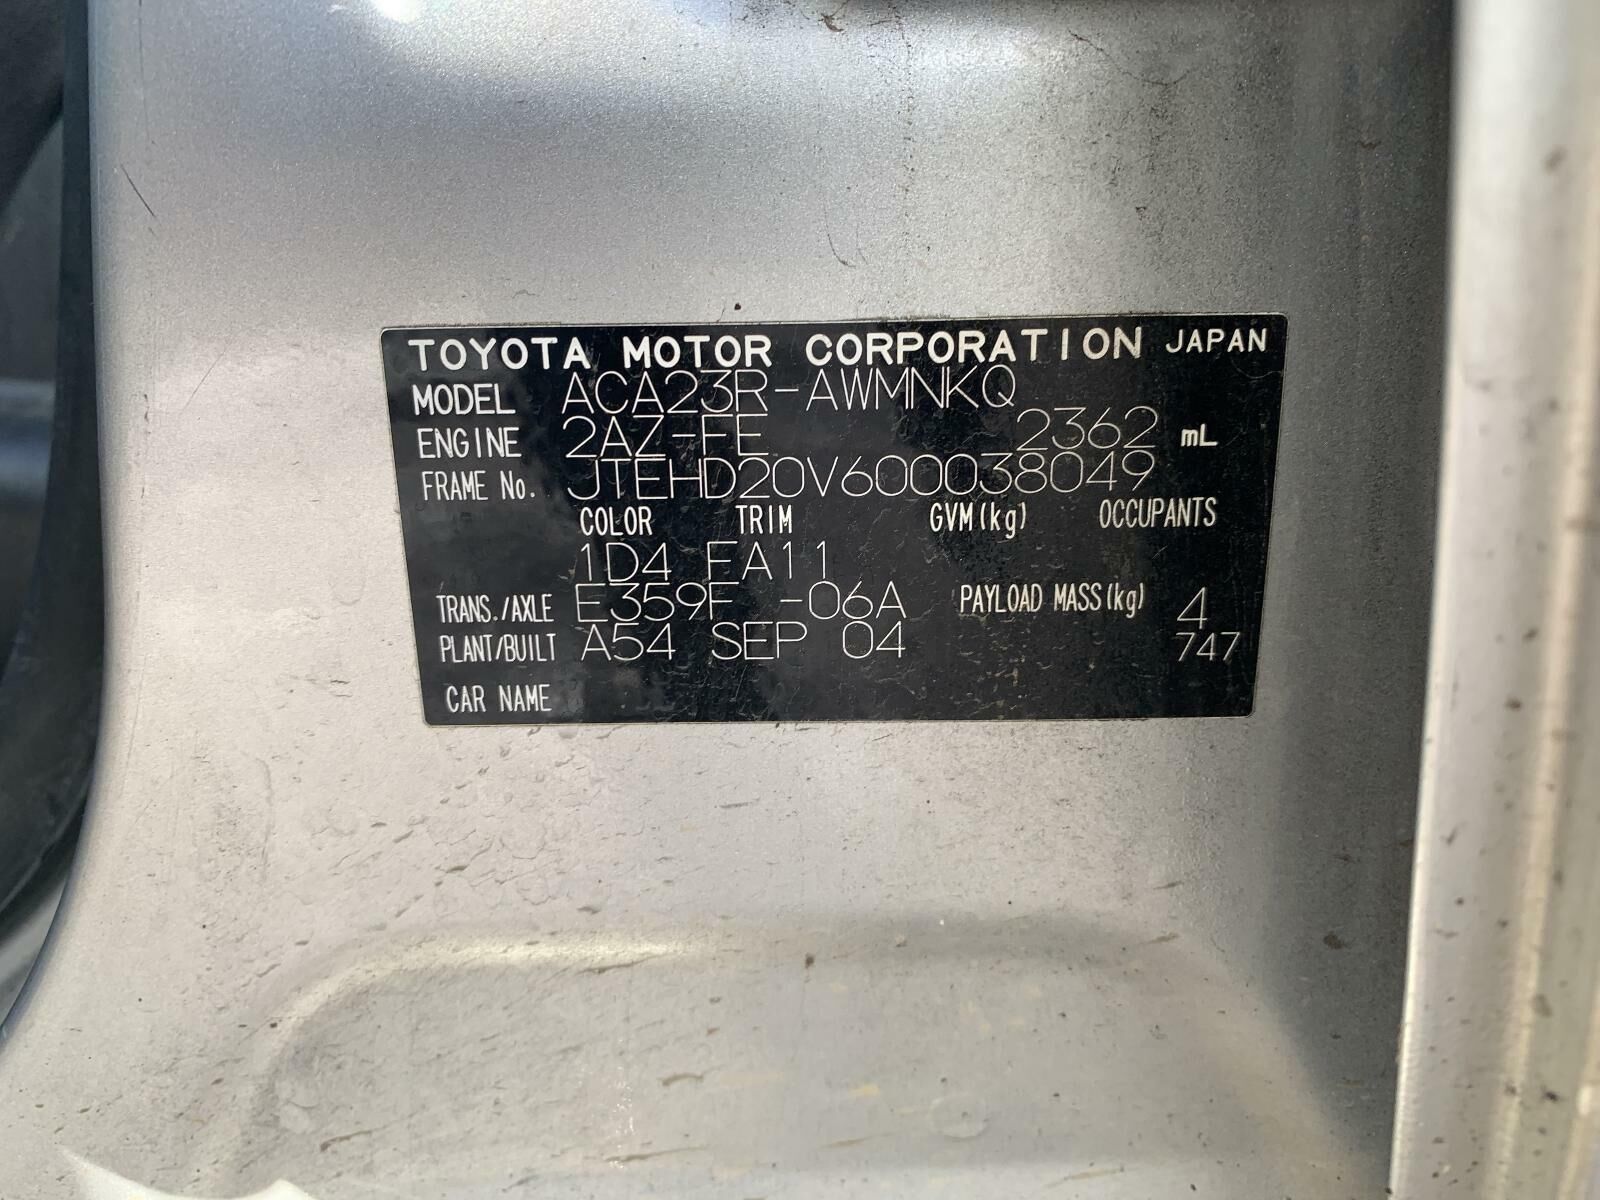 TOYOTA MOTOR CORPORATION JAPAN
MODEL ACA23R-AWMNKQ
ENGINE 2AZ-FE 2362 mL
FRAME No. JTEHD20V600038049
COLOR TRIM GVM(kg) OCCUPANTS
1D4 FA11
TRANS./AXLE E359F -06A PAYLOAD MASS(kg) 4
PLANT/BUILT A54 SEP 04 747
CAR NAME